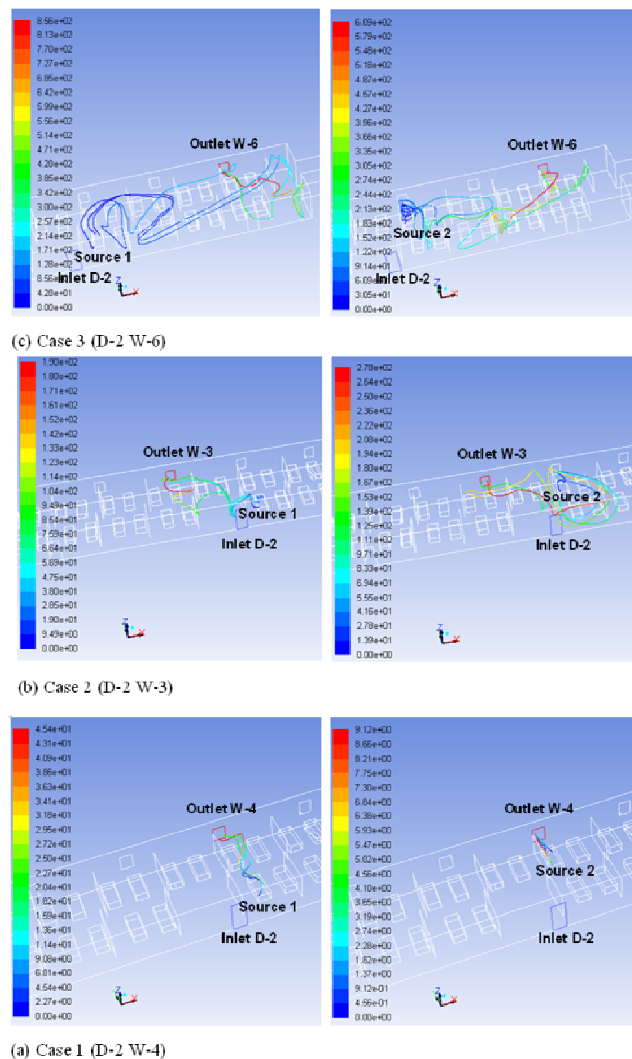 8.56e+02
8.13e+02
7.70e+02
7.28e+02
6.85e+02
6.42e+02
5.99e+02
5.56e+02
5.14e+02
4.71e+02
4.28e+02
3.85e+02
3.42e+02
3.00e+02
2.57e+02
2.14e+02
1.71e+02
1.28e+02
8.56e
4.28e+01
0.00e+00
Outlet W-6
Source 1
Inlet D-2
Z
X
6.09e+02
5.79e+02
5.48e+02
5.18e+02
4.87e+02
4.57e+02
4.26e+02
3.96e+02
3.66e+02
3.35e+02
3.05e+02
2.74e+02
2.44e+02
2.13e+02
1.83e+02
1.52e+02
1.22e+02
9.14e+01
6.09e+01
3.05e+01
0.00e+00
Outlet W-6
Source 2
Inlet D-2
Z
X
(c) Case 3 (D-2 W-6)
1.90e+02
1.80e+02
1.71e+02
1.61e+02
1.52e+02
1.42e+02
1.33e+02
1.23e+02
1.14e+02
1.04e+02
9.49e+01
8.54e+01
7.59e+01
6.64e+01
5.69e+01
4.75e+01
3.80e+01
2.85e+01
1.90e+01
9.49e+00
0.00e+00
Outlet W-3
Source 1
Inlet D-2
Z
X
2.78e+02
2.64e+02
2.50e+02
2.36e+02
2.22e+02
2.08e+02
1.94e+02
1.80e+02
1.67e+02
1.53e+02
1.39e+02
1.25e+02
1.11e+02
9.71e+01
8.33e+01
6.94e+01
5.55e+01
4.16e+01
2.78e+01
1.39e+01
0.00e+00
Outlet W-3
Source 2
Inlet D-2
Z
X
(b) Case 2 (D-2 W-3)
4.54e+01
4.31e+01
4.09e+01
3.86e+01
3.63e+01
3.41e+01
3.18e+01
2.95e+01
2.72e+01
2.50e+01
2.27e+01
2.04e+01
1.82e+01
1.59e+01
1.36e+01
1.14e+01
9.08e+00
6.81e+00
4.54e+00
2.27e+00
0.00e+00
Outlet W-4
Source 1
Inlet D-2
Z
X
9.12e+00
8.66e+00
8.21e+00
7.75e+00
7.30e+00
6.84e+00
6.38e+00
5.93e+00
5.47e+00
5.02e+00
4.56e+00
4.10e+00
3.65e+00
3.19e+00
2.74e+00
2.28e+00
1.82e+00
1.37e+00
9.12e-01
4.56e-01
0.00e+00
Outlet W-4
Source 2
Inlet D-2
Z
X
(a) Case 1 (D-2 W-4)